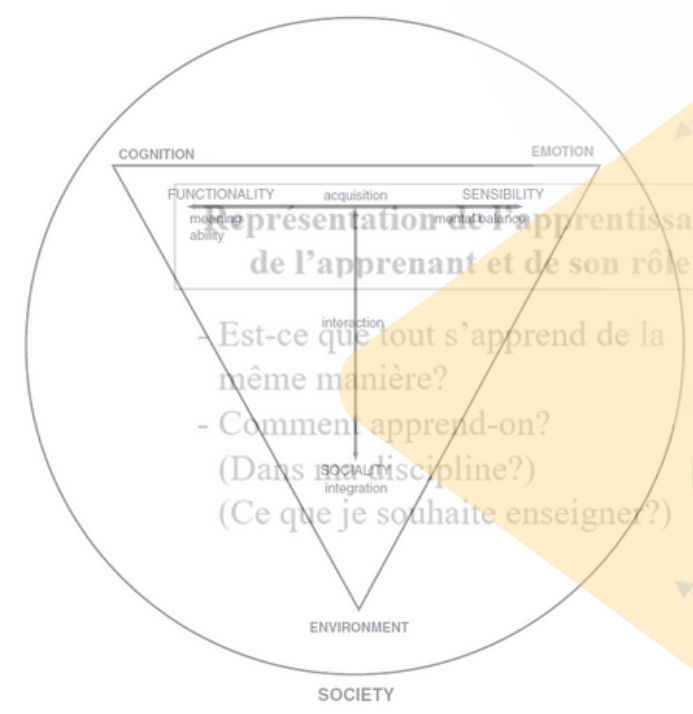 COGNITION
EMOTION
FUNCTIONALITY acquisition SENSIBILITY
meaning mental balance
ability
Représentation de l'apprentissa
de l'apprenant et de son rôle
interaction
- Est-ce que tout s'apprend de la
même manière?
- Comment apprend-on?
(Dans ma discipline?)
SOCIALITY
integration
(Ce que je souhaite enseigner?)
ENVIRONMENT
SOCIETY